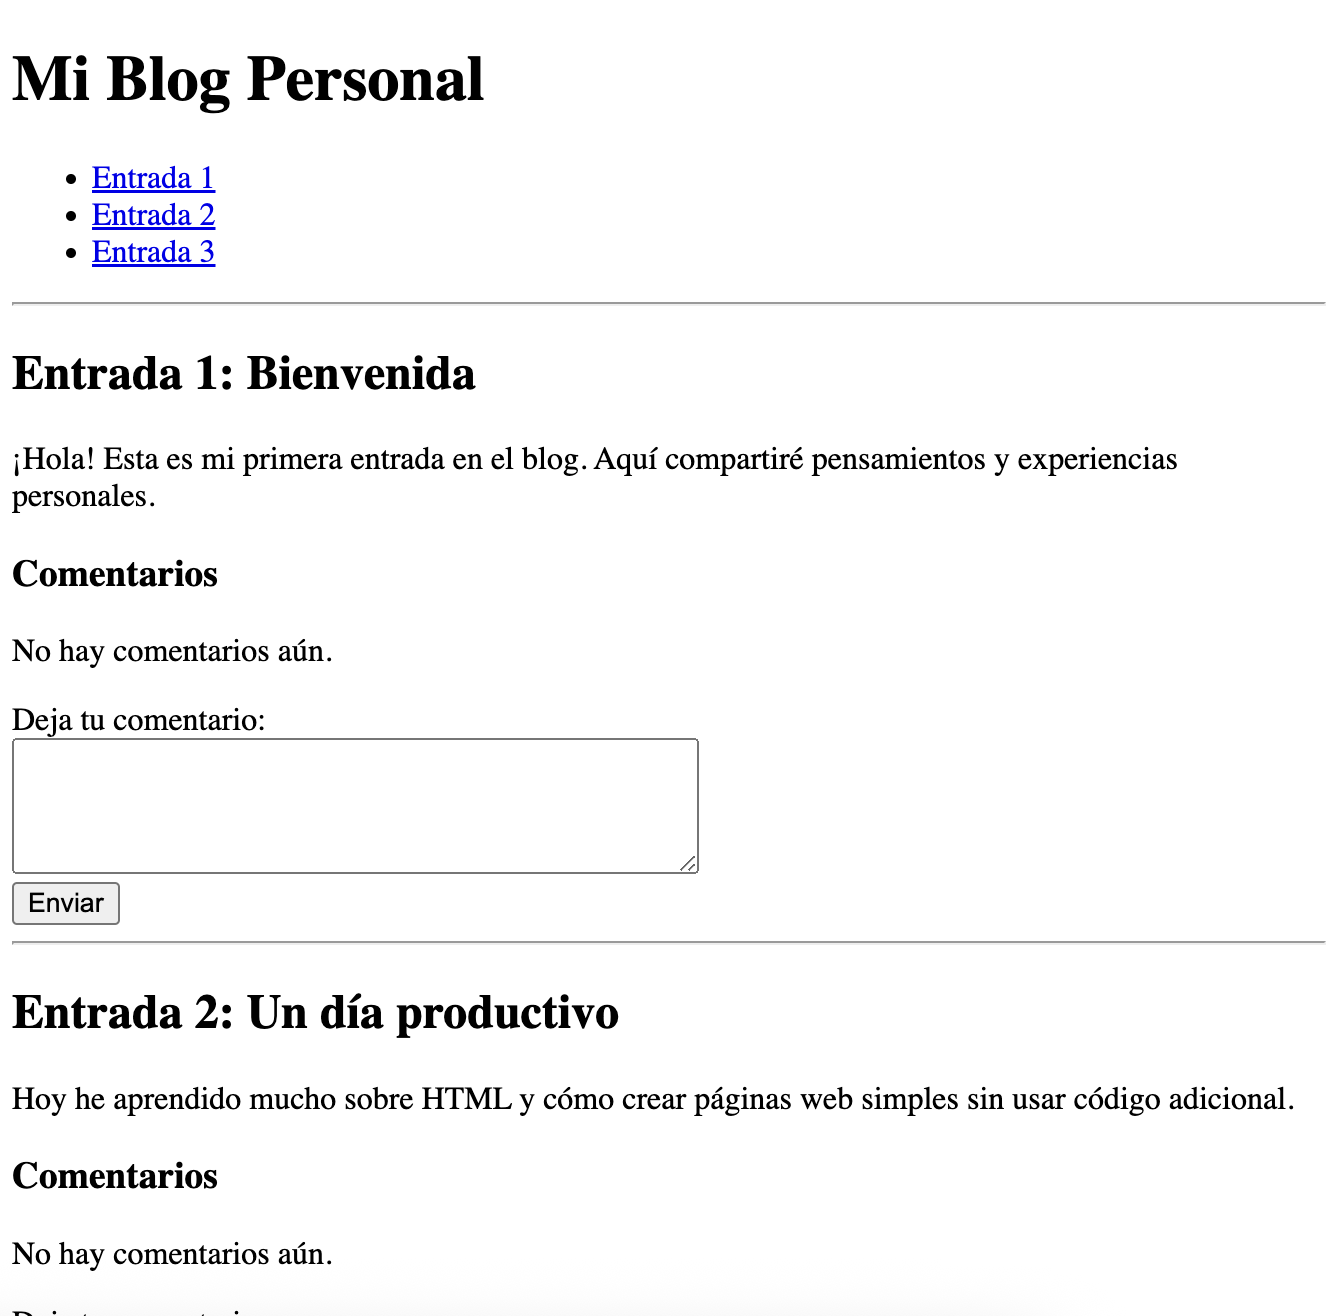 Mi Blog Personal
Entrada 1
Entrada 2
Entrada 3
Entrada 1: Bienvenida
¡Hola! Esta es mi primera entrada en el blog. Aquí compartiré pensamientos y experiencias
personales.
Comentarios
No hay comentarios aún.
Deja tu comentario:
Enviar
Entrada 2: Un día productivo
Hoy he aprendido mucho sobre HTML y cómo crear páginas web simples sin usar código adicional.
Comentarios
No hay comentarios aún.